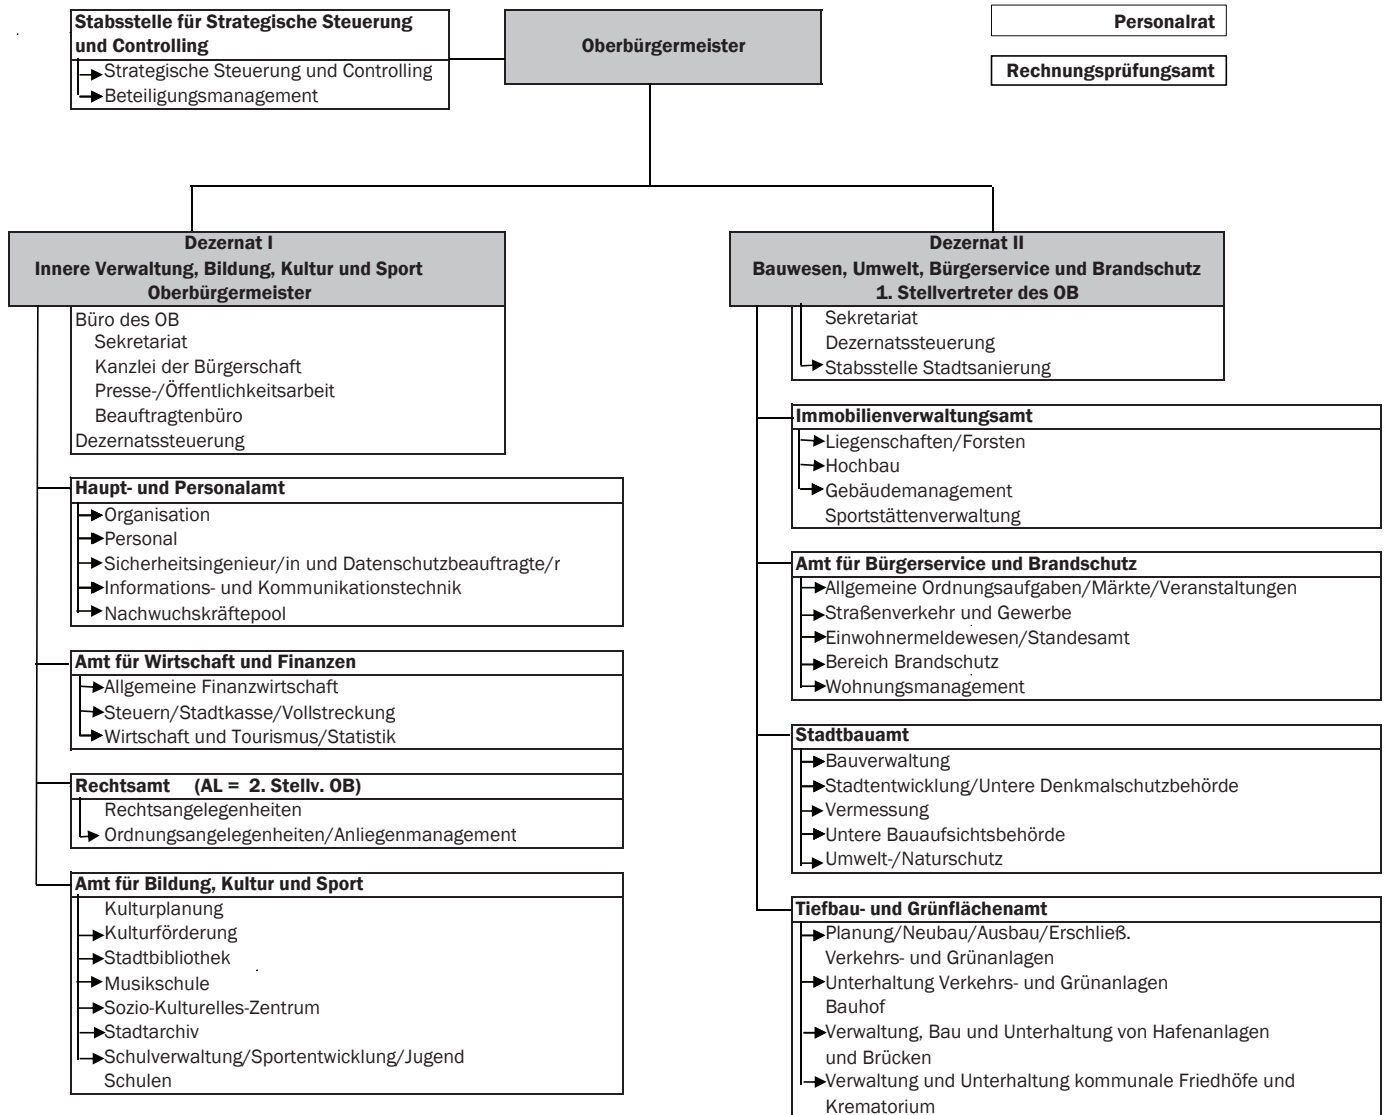 Stabsstelle für Strategische Steuerung
und Controlling
Strategische Steuerung und Controlling
Beteiligungsmanagement
Oberbürgermeister
Personalrat
Rechnungsprüfungsamt
Dezernat I
Innere Verwaltung, Bildung, Kultur und Sport
Oberbürgermeister
Büro des OB
Sekretariat
Kanzlei der Bürgerschaft
Presse-/Öffentlichkeitsarbeit
Beauftragtenbüro
Dezernatssteuerung
Haupt- und Personalamt
Organisation
Personal
Sicherheitsingenieur/in und Datenschutzbeauftragte/r
Informations- und Kommunikationstechnik
Nachwuchskräftepool
Amt für Wirtschaft und Finanzen
Allgemeine Finanzwirtschaft
Steuern/Stadtkasse/Vollstreckung
Wirtschaft und Tourismus/Statistik
Rechtsamt (AL = 2. Stellv. OB)
Rechtsangelegenheiten
Ordnungsangelegenheiten/Anliegenmanagement
Amt für Bildung, Kultur und Sport
Kulturplanung
Kulturförderung
Stadtbibliothek
Musikschule
Sozio-Kulturelles-Zentrum
Stadtarchiv
Schulverwaltung/Sportentwicklung/Jugend
Schulen
Dezernat II
Bauwesen, Umwelt, Bürgerservice und Brandschutz
1. Stellvertreter des OB
Sekretariat
Dezernatssteuerung
Stabsstelle Stadtsanierung
Immobilienverwaltungsamt
Liegenschaften/Forsten
Hochbau
Gebäudemanagement
Sportstättenverwaltung
Amt für Bürgerservice und Brandschutz
Allgemeine Ordnungsaufgaben/Märkte/Veranstaltungen
Straßenverkehr und Gewerbe
Einwohnermeldewesen/Standesamt
Bereich Brandschutz
Wohnungsmanagement
Stadtbauamt
Bauverwaltung
Stadtentwicklung/Untere Denkmalschutzbehörde
Vermessung
Untere Bauaufsichtsbehörde
Umwelt-/Naturschutz
Tiefbau- und Grünflächenamt
Planung/Neubau/Ausbau/Erschließ.
Verkehrs- und Grünanlagen
Unterhaltung Verkehrs- und Grünanlagen
Bauhof
Verwaltung, Bau und Unterhaltung von Hafenanlagen
und Brücken
Verwaltung und Unterhaltung kommunale Friedhöfe und
Krematorium